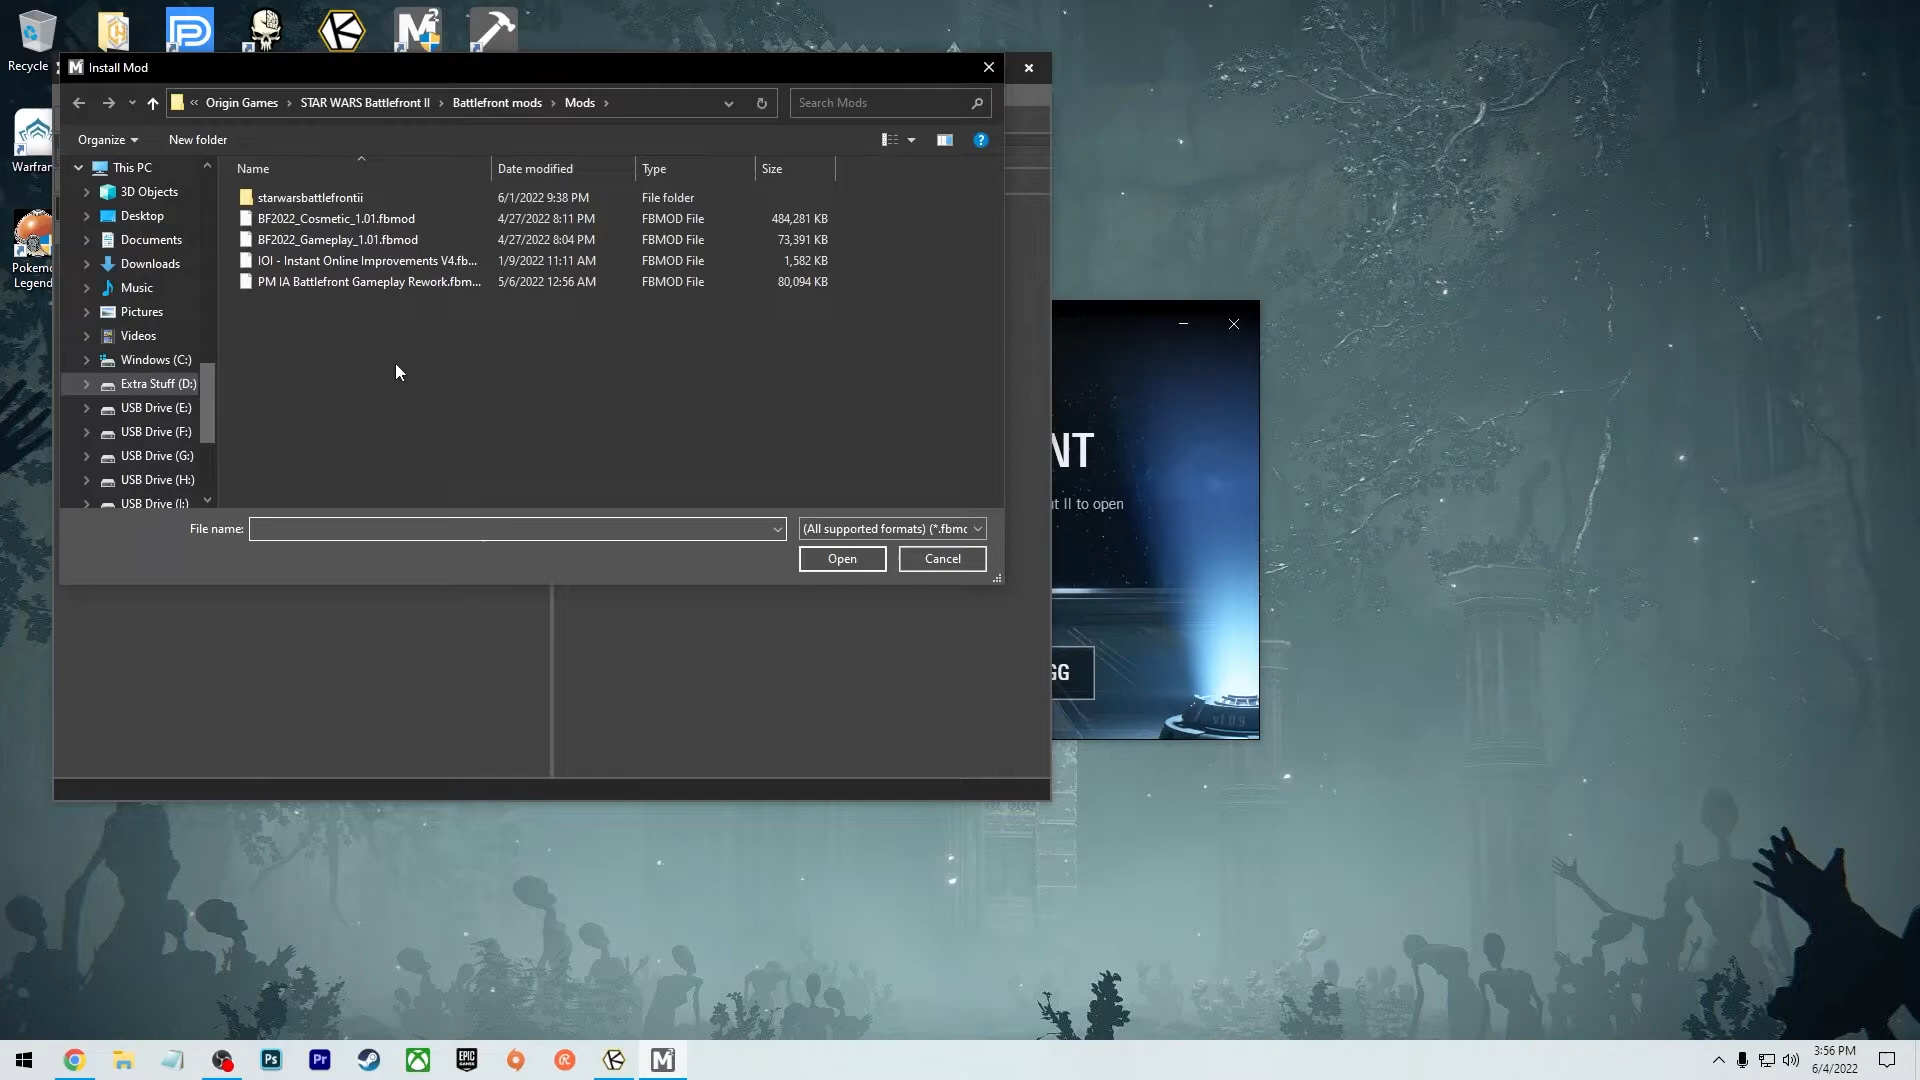 Recycle
Install Mod
Origin Games
STAR WARS Battlefront II
Battlefront mods
Mods
Search Mods
Organize
New folder
Name
Date modified
Type
Size
This PC
3D Objects
Desktop
Documents
Downloads
Music
Pictures
Videos
Windows (C:)
Extra Stuff (D:)
USB Drive (E:)
USB Drive (F:)
USB Drive (G:)
USB Drive (H:)
USB Drive (I:)
starwarsbattlefrontii 6/1/2022 9:38 PM File folder
BF2022_Cosmetic_1.01.fbmod 4/27/2022 8:11 PM FBMOD File 484,281 KB
BF2022_Gameplay_1.01.fbmod 4/27/2022 8:04 PM FBMOD File 73,391 KB
IOI - Instant Online Improvements V4.fb... 1/9/2022 11:11 AM FBMOD File 1,582 KB
PM IA Battlefront Gameplay Rework.fbm... 5/6/2022 12:56 AM FBMOD File 80,094 KB
File name:
(All supported formats) (*.fbmc
Open
Cancel
Warfran
Pokem
Legend
NT
t II to open
GG
v109
Ps
Pr
EPIC
GAMES
3:56 PM
6/4/2022